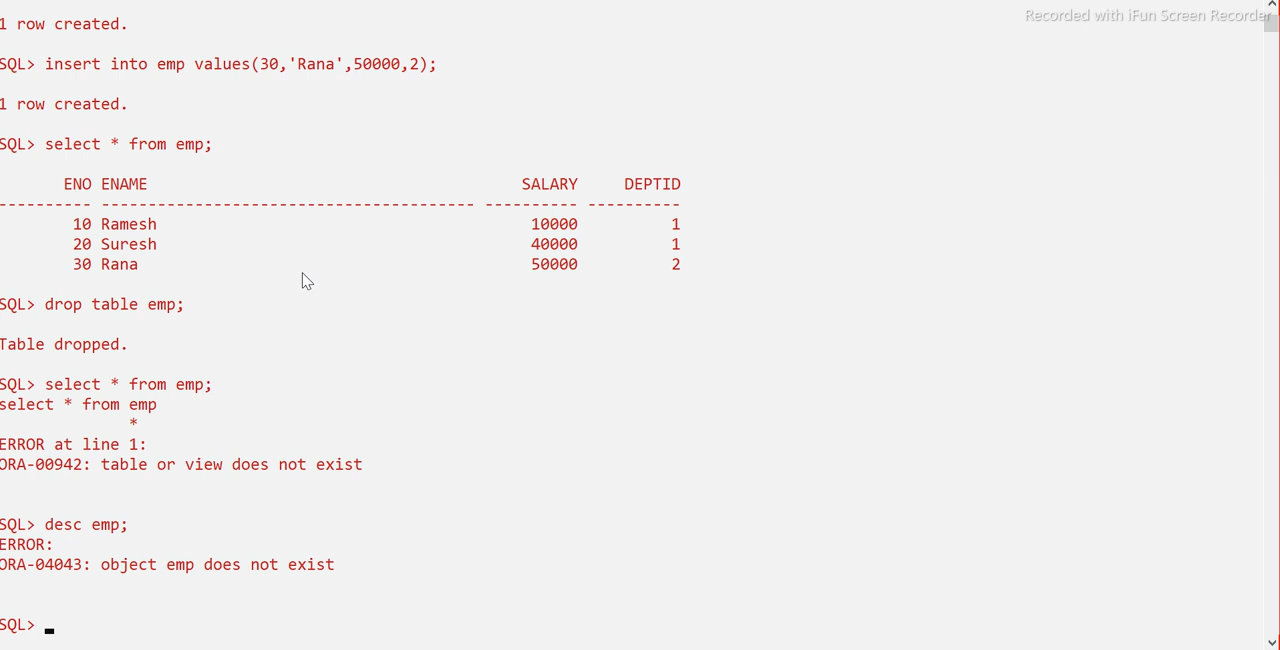 Recorded with iFun Screen Recorder
1 row created.
SQL> insert into emp values(30,'Rana',50000,2);
1 row created.
SQL> select * from emp;
ENO ENAME SALARY DEPTID
---------- ---------------------------------------- ---------- ----------
10 Ramesh 10000 1
20 Suresh 40000 1
30 Rana 50000 2
SQL> drop table emp;
Table dropped.
SQL> select * from emp;
select * from emp
*
ERROR at line 1:
ORA-00942: table or view does not exist
SQL> desc emp;
ERROR:
ORA-04043: object emp does not exist
SQL>